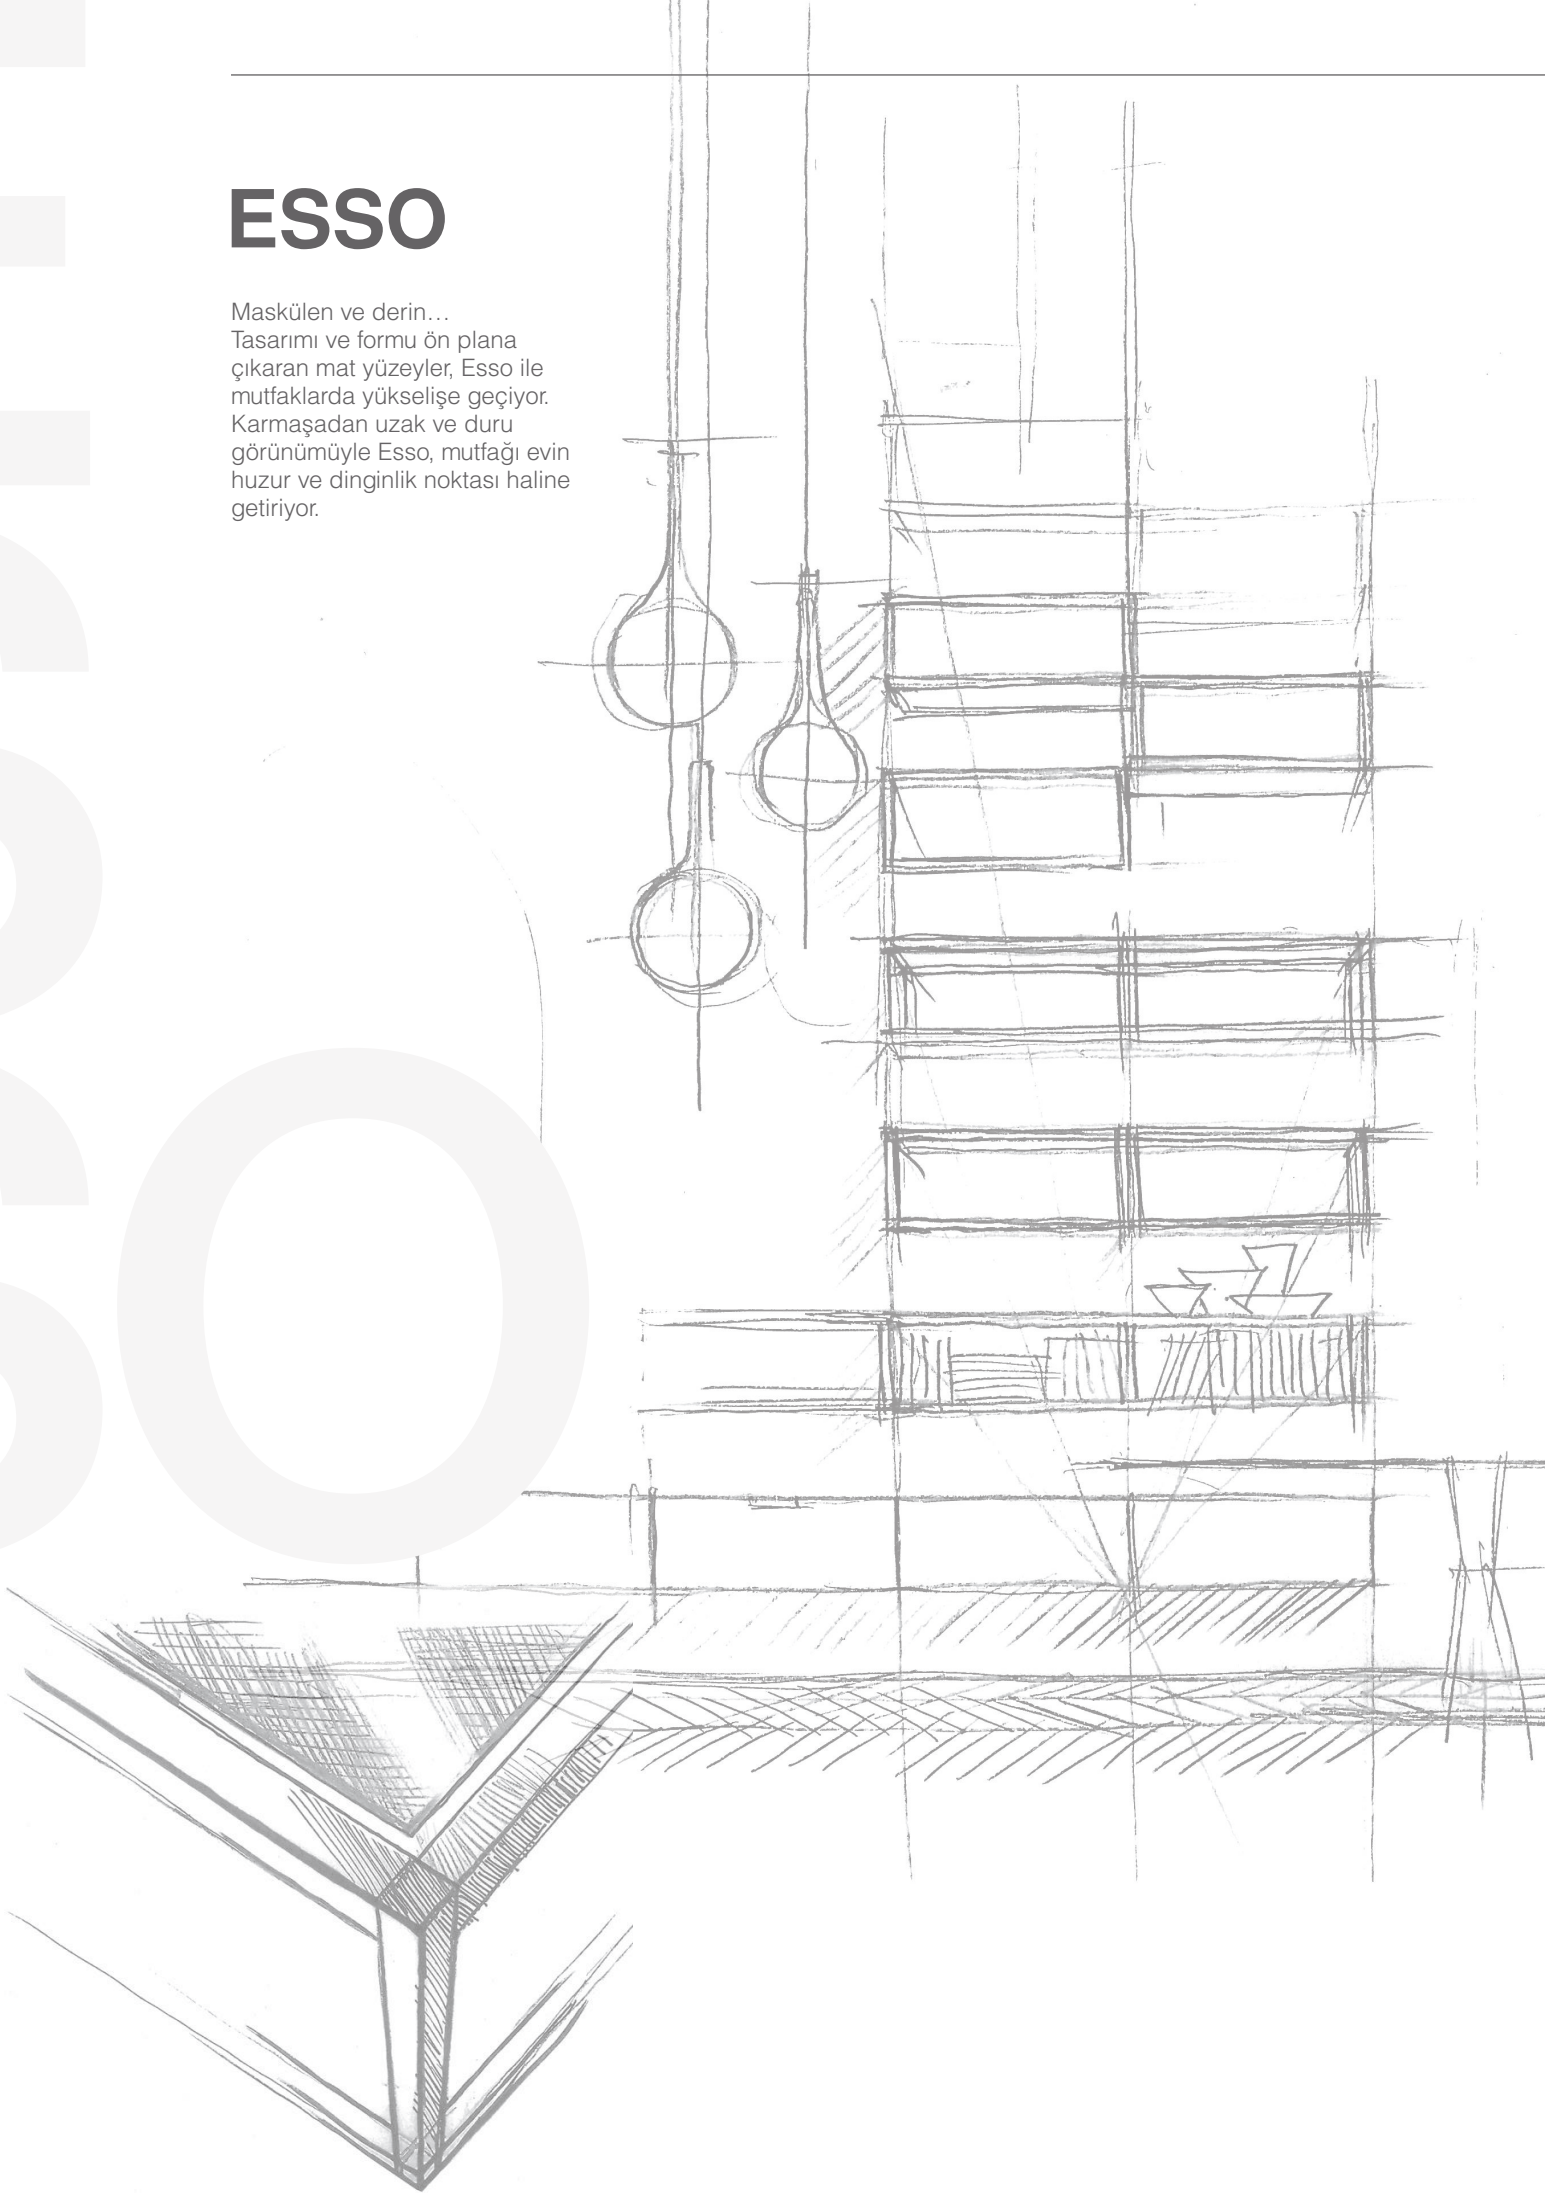 ESSO
Maskülen ve derin…
Tasarımı ve formu ön plana
çıkaran mat yüzeyler, Esso ile
mutfaklarda yükselişe geçiyor.
Karmaşadan uzak ve duru
görünümüyle Esso, mutfağı evin
huzur ve dinginlik noktası haline
getiriyor.